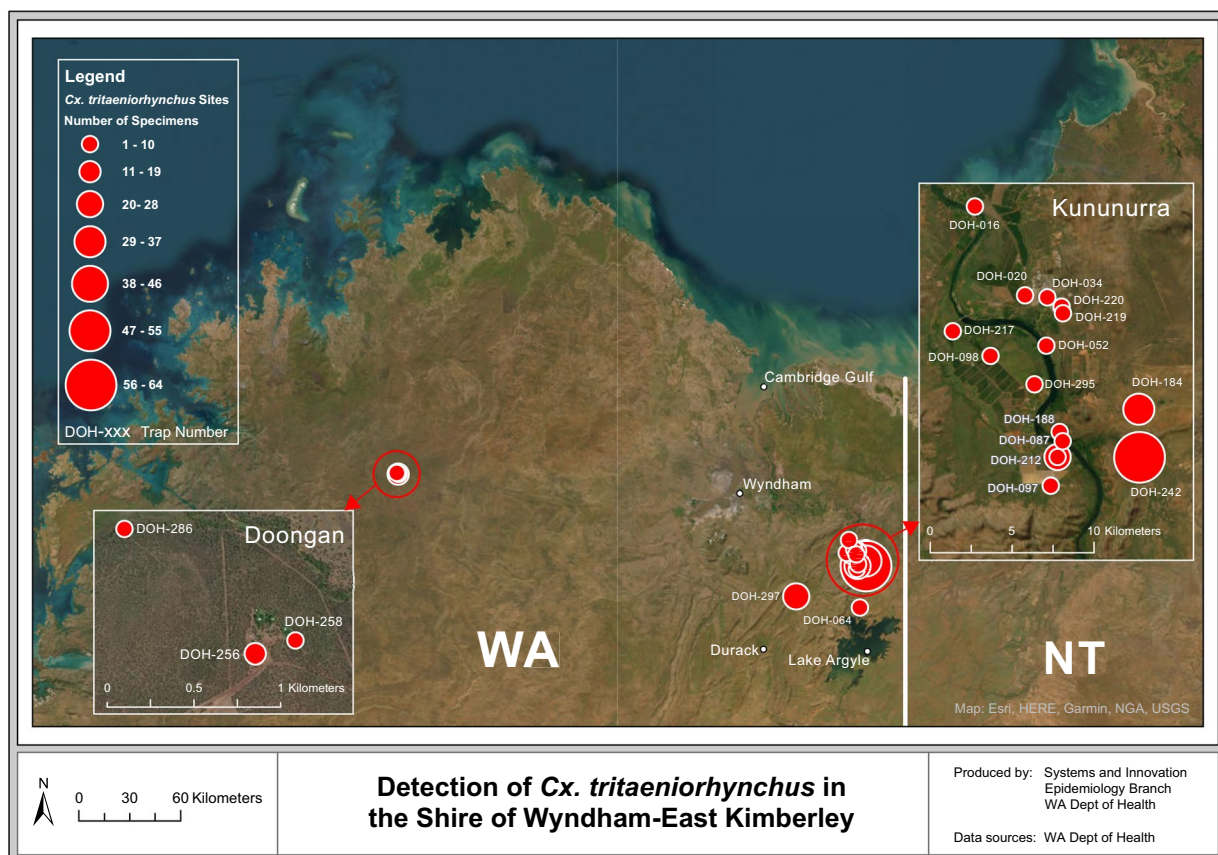 Legend
Cx. tritaeniorhynchus Sites
Number of Specimens
1 - 10
11 - 19
20- 28
29 - 37
38 - 46
47 - 55
56 - 64
DOH-xxx Trap Number
Kununurra
DOH-016
DOH-020
DOH-034
DOH-220
DOH-219
DOH-217
DOH-052
DOH-098
DOH-295
DOH-184
DOH-188
DOH-087
DOH-212
DOH-097
DOH-242
0 5 10 Kilometers
Cambridge Gulf
Wyndham
DOH-297
DOH-064
Durack
Lake Argyle
WA
NT
Doongan
DOH-286
DOH-258
DOH-256
0 0.5 1 Kilometers
Map: Esri, HERE, Garmin, NGA, USGS
N
0 30 60 Kilometers
Detection of Cx. tritaeniorhynchus in
the Shire of Wyndham-East Kimberley
Produced by: Systems and Innovation
Epidemiology Branch
WA Dept of Health
Data sources: WA Dept of Health